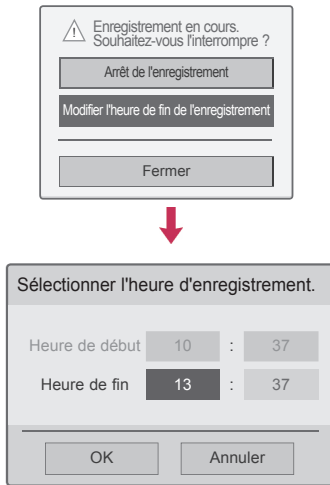 Enregistrement en cours.
Souhaitez-vous l'interrompre ?
Arrêt de l'enregistrement
Modifier l'heure de fin de l'enregistrement
Fermer
Sélectionner l'heure d'enregistrement.
Heure de début 10 : 37
Heure de fin 13 : 37
OK Annuler